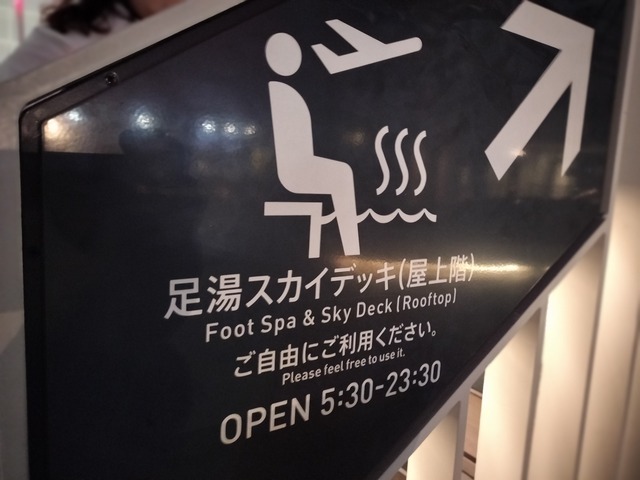 足湯スカイデッキ(屋上階)
Foot Spa & Sky Deck (Rooftop)
ご自由にご利用ください。
Please feel free to use it.
OPEN 5:30-23:30